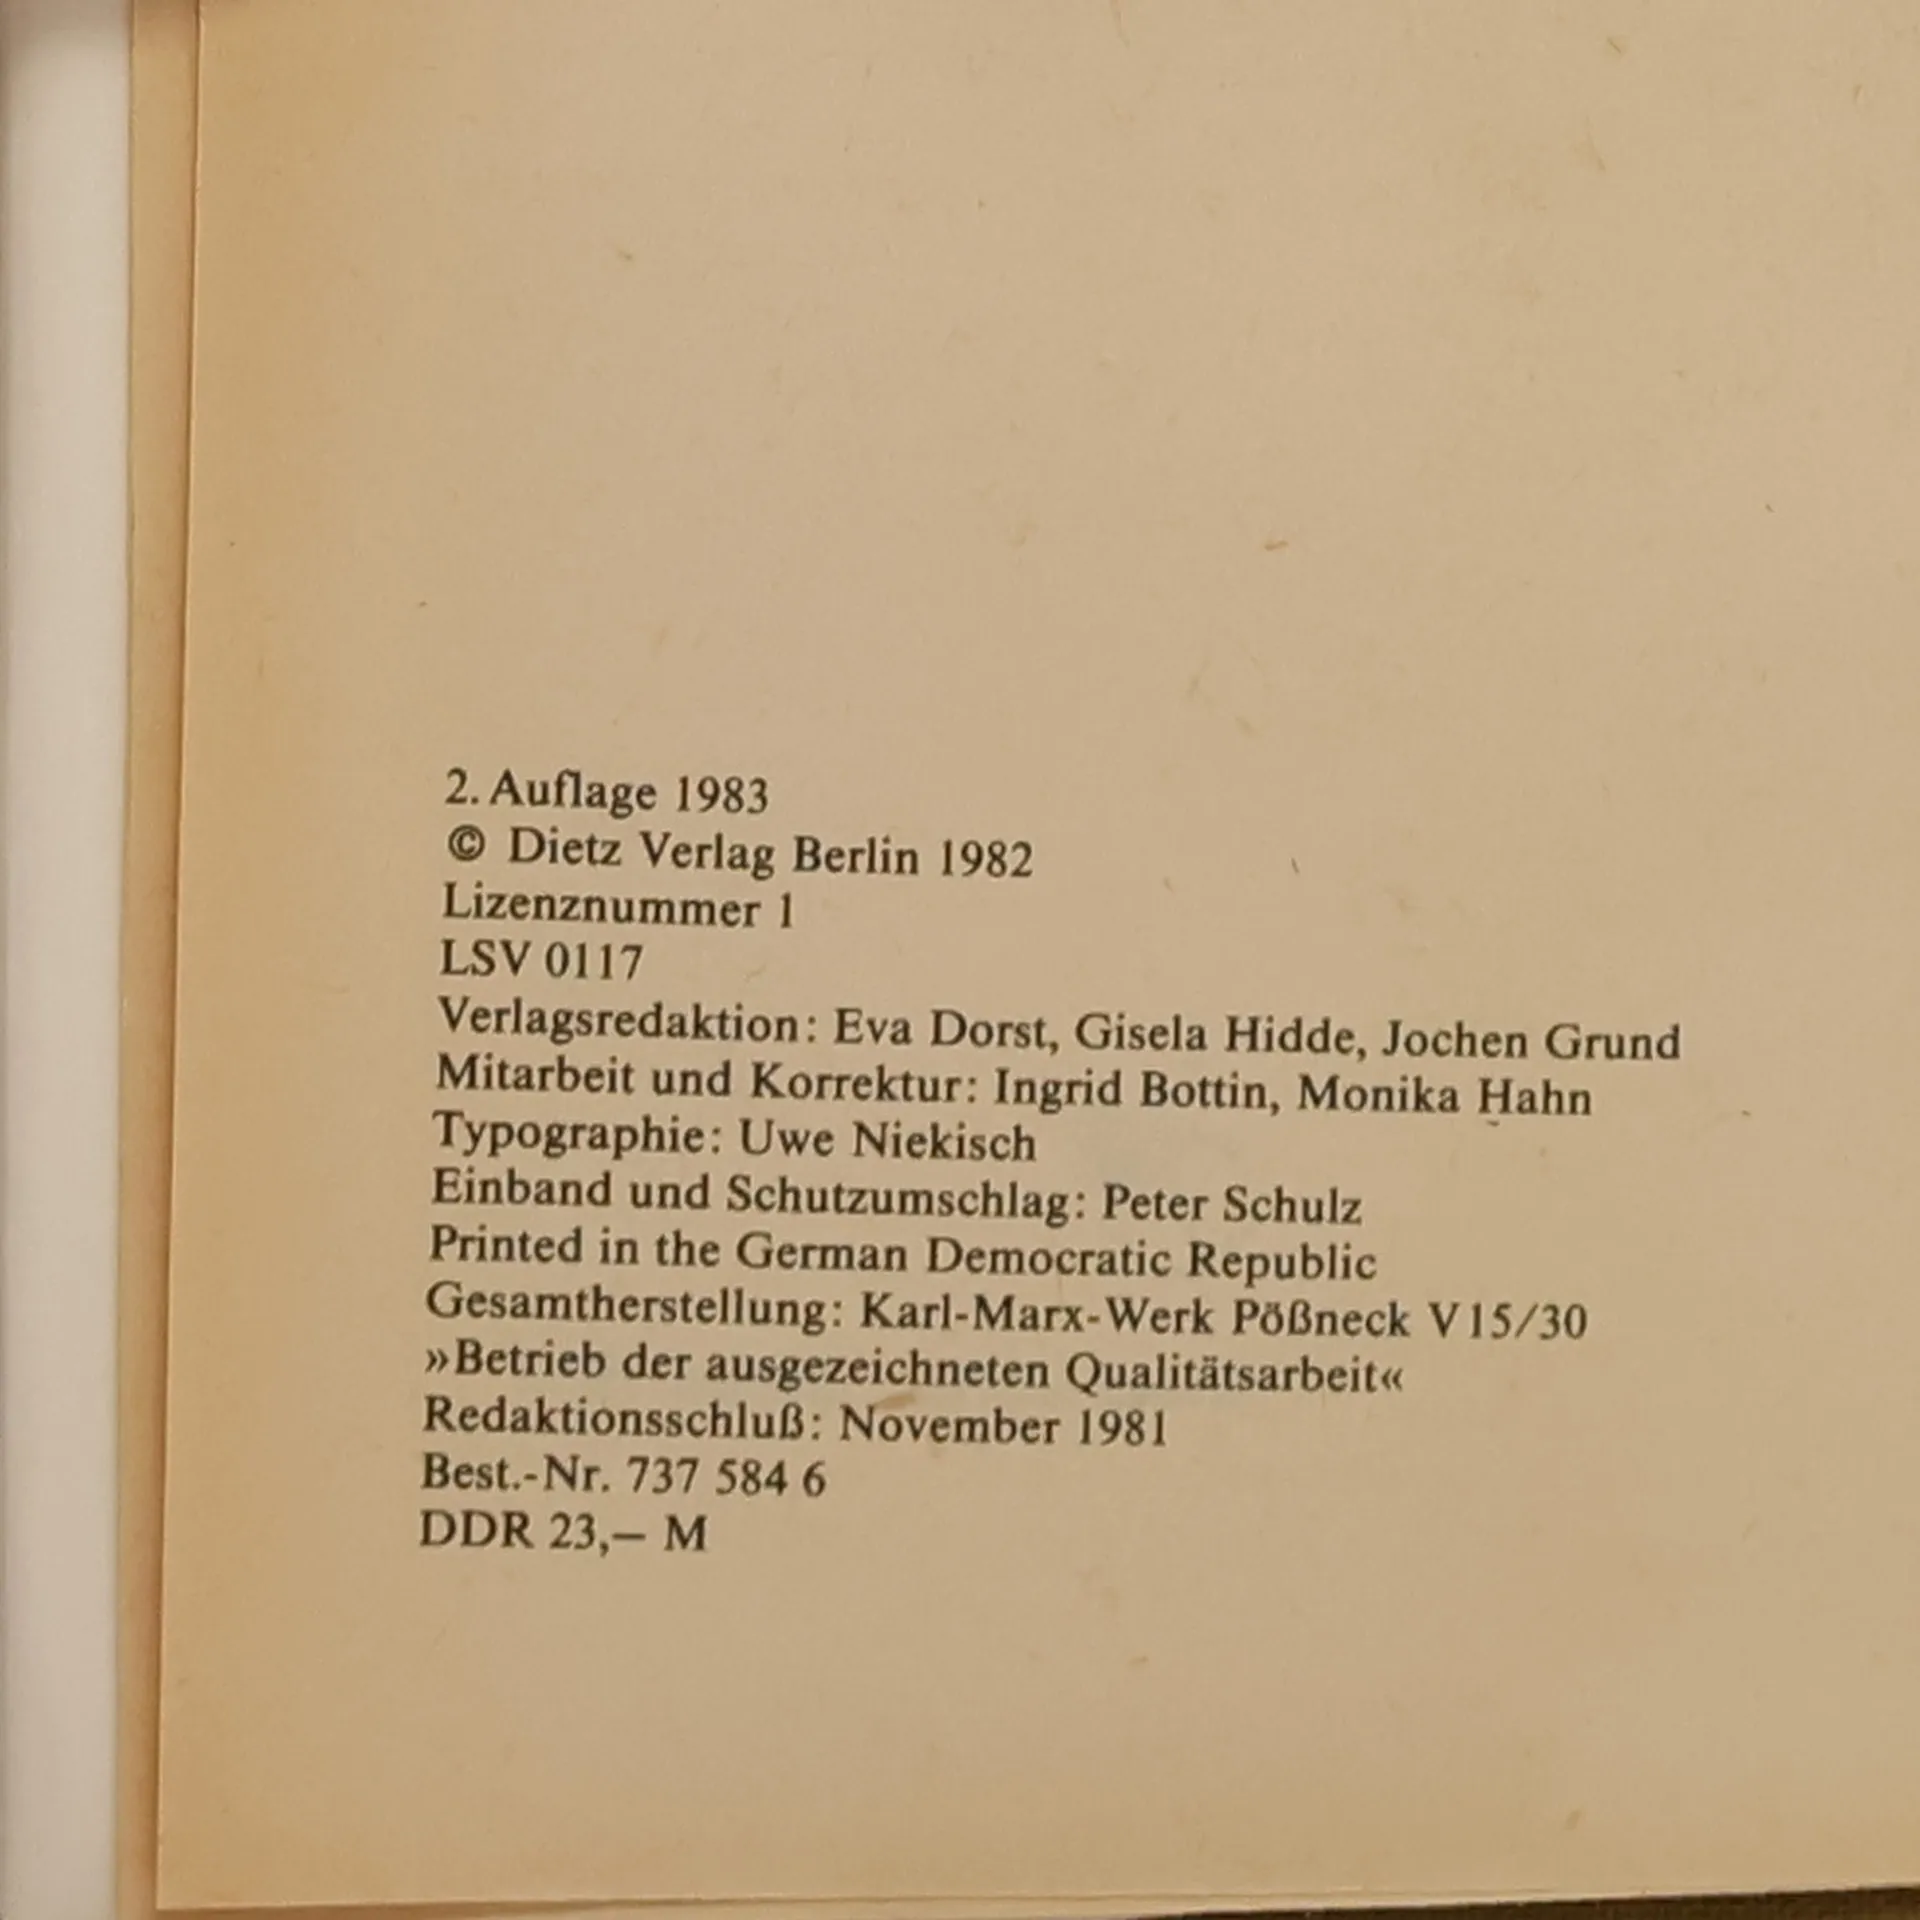 2. Auflage 1983
© Dietz Verlag Berlin 1982
Lizenznummer 1
LSV 0117
Verlagsredaktion: Eva Dorst, Gisela Hidde, Jochen Grund
Mitarbeit und Korrektur: Ingrid Bottin, Monika Hahn
Typographie: Uwe Niekisch
Einband und Schutzumschlag: Peter Schulz
Printed in the German Democratic Republic
Gesamtherstellung: Karl-Marx-Werk Pößneck V 15/30
»Betrieb der ausgezeichneten Qualitätsarbeit«
Redaktionsschluß: November 1981
Best.-Nr. 737 584 6
DDR 23,– M